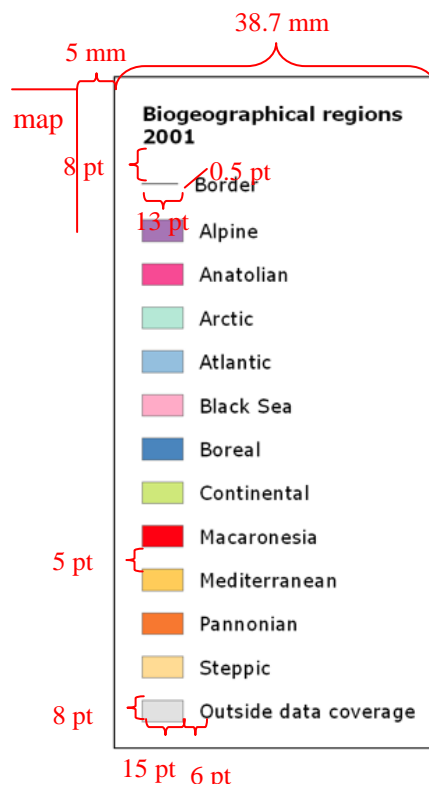 38.7 mm
5 mm
map
Biogeographical regions
2001
8 pt
0.5 pt
Border
13 pt
Alpine
Anatolian
Arctic
Atlantic
Black Sea
Boreal
Continental
Macaronesia
5 pt
Mediterranean
Pannonian
Steppic
8 pt
Outside data coverage
15 pt
6 pt